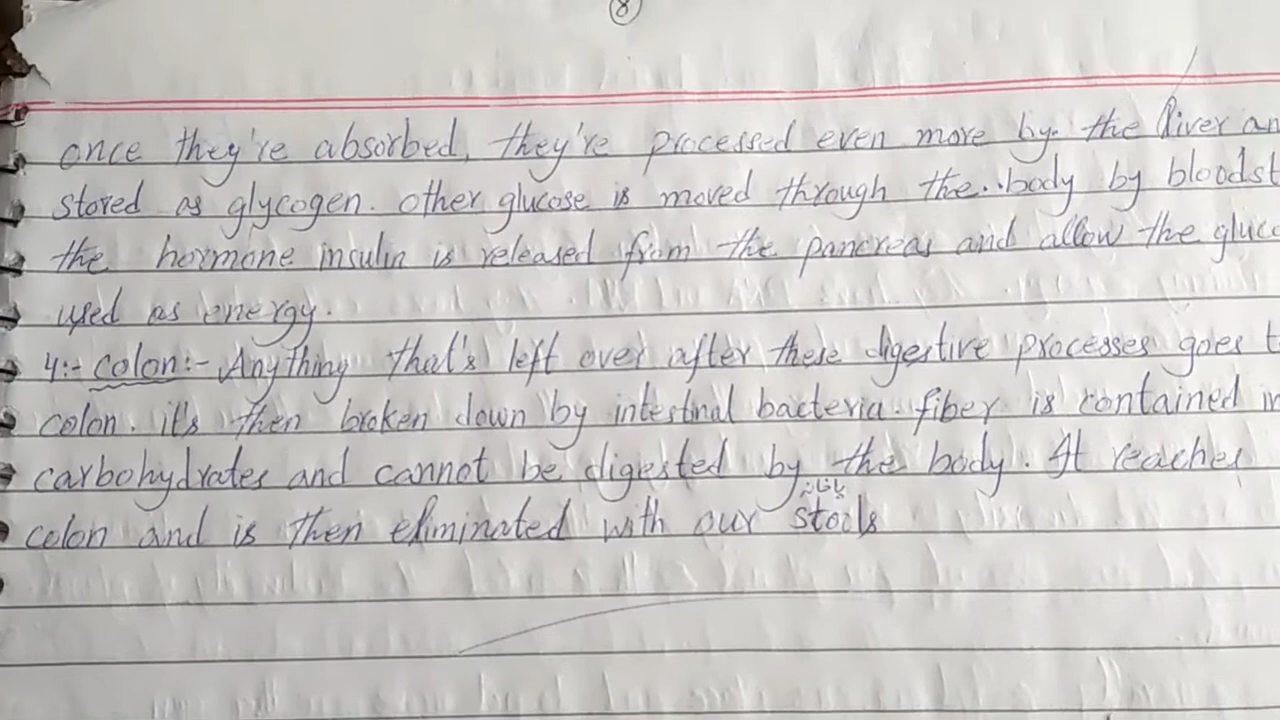 8
once they're absorbed, they're processed even more by the liver an
stored as glycogen. other glucose is moved through the body by bloodst
the hormone insulin is released from the pancreas and allow the gluco
used as energy.
4:- colon:- Anything that's left over after these digestive processes goes t
colon. it's then broken down by intestinal bacteria. fiber is contained in
carbohydrates and cannot be digested by the body. It reaches
پاخانہ
colon and is then eliminated with our stools